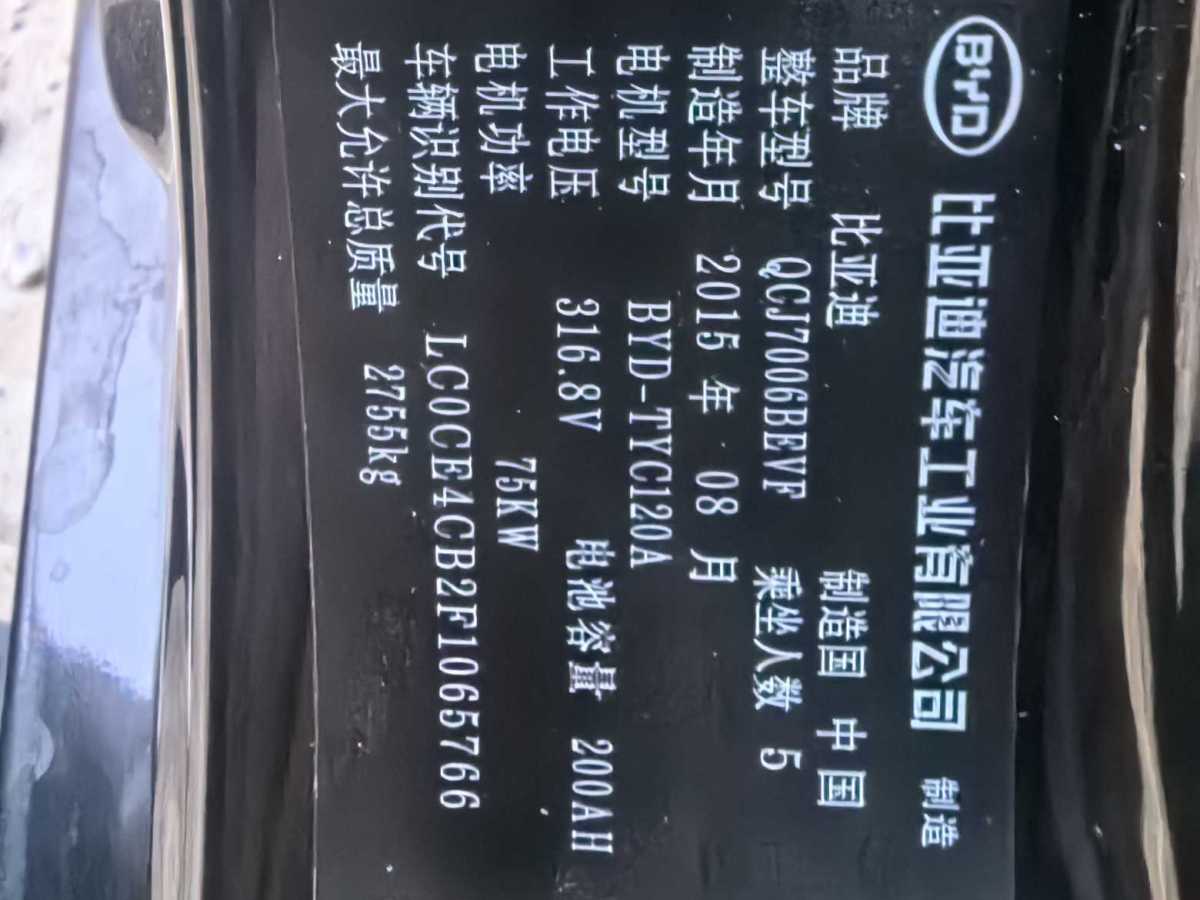 BYD 比亚迪汽车工业有限公司 制造
品牌 比亚迪 制造国 中国
整车型号 QCJ7006BEVF 乘坐人数 5
制造年月 2015 年 08 月
电机型号 BYD-TYC120A
工作电压 316.8V 电池容量 200AH
电机功率 75KW
车辆识别代号 LC0CE4CB2F1065766
最大允许总质量 2755kg